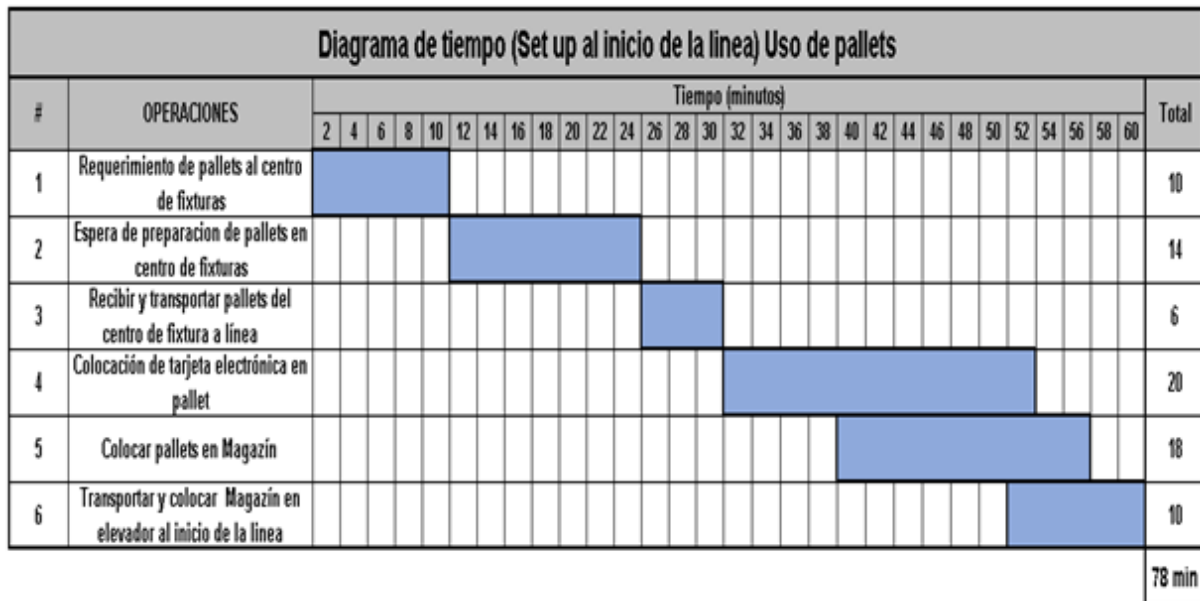 Diagrama de tiempo (Set up al inicio de la linea) Uso de pallets
# OPERACIONES Tiempo (minutos) Total
2 4 6 8 10 12 14 16 18 20 22 24 26 28 30 32 34 36 38 40 42 44 46 48 50 52 54 56 58 60
1 Requerimiento de pallets al centro
de fixturas 10
2 Espera de preparacion de pallets en
centro de fixturas 14
3 Recibir y transportar pallets del
centro de fixtura a línea 6
4 Colocación de tarjeta electrónica en
pallet 20
5 Colocar pallets en Magazín 18
6 Transportar y colocar Magazín en
elevador al inicio de la linea 10
78 min